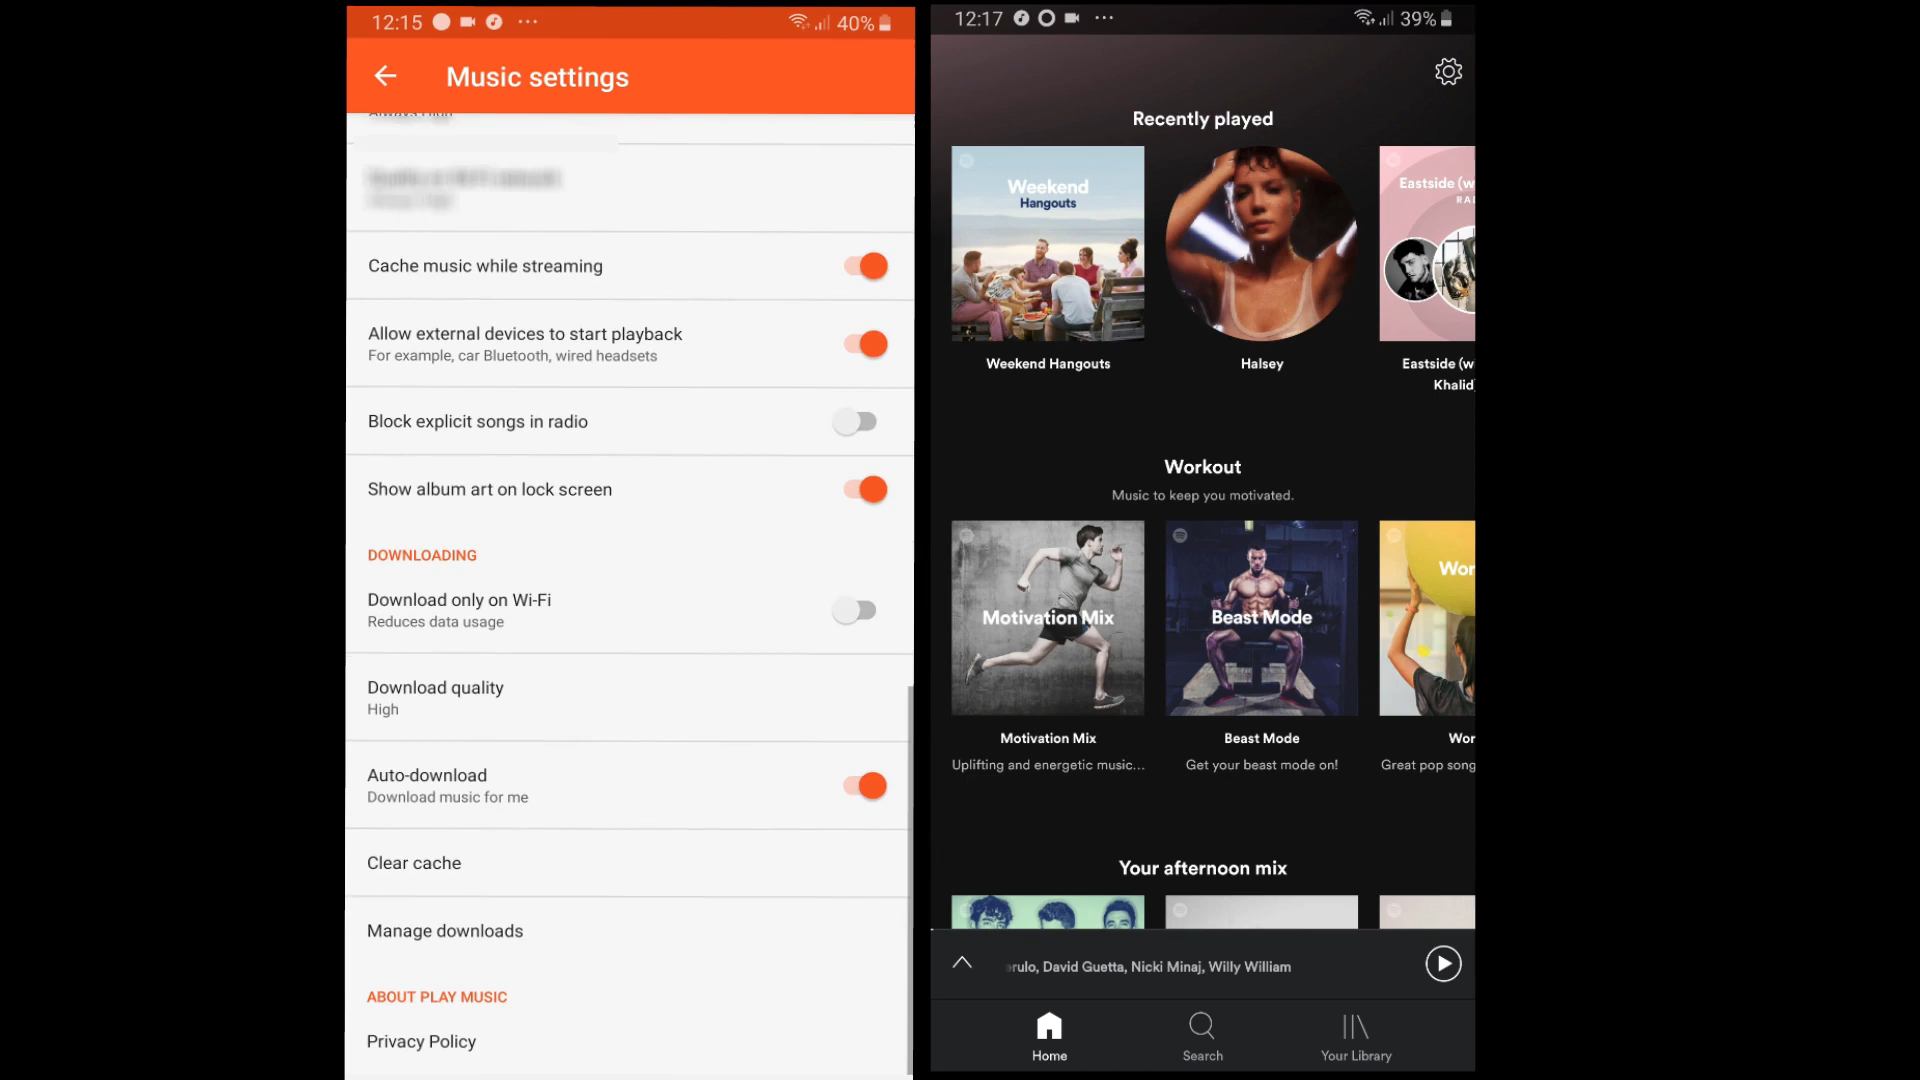 12:15
40%
Music settings
Cache music while streaming
Allow external devices to start playback
For example, car Bluetooth, wired headsets
Block explicit songs in radio
Show album art on lock screen
DOWNLOADING
Download only on Wi-Fi
Reduces data usage
Download quality
High
Auto-download
Download music for me
Clear cache
Manage downloads
ABOUT PLAY MUSIC
Privacy Policy
12:17
39%
Recently played
Weekend
Hangouts
Eastside (w
RA
Weekend Hangouts
Halsey
Eastside (w
Khalid)
Workout
Music to keep you motivated.
Motivation Mix
Beast Mode
Wor
Motivation Mix
Beast Mode
Wor
Uplifting and energetic music...
Get your beast mode on!
Great pop song
Your afternoon mix
rulo, David Guetta, Nicki Minaj, Willy William
Home
Search
Your Library